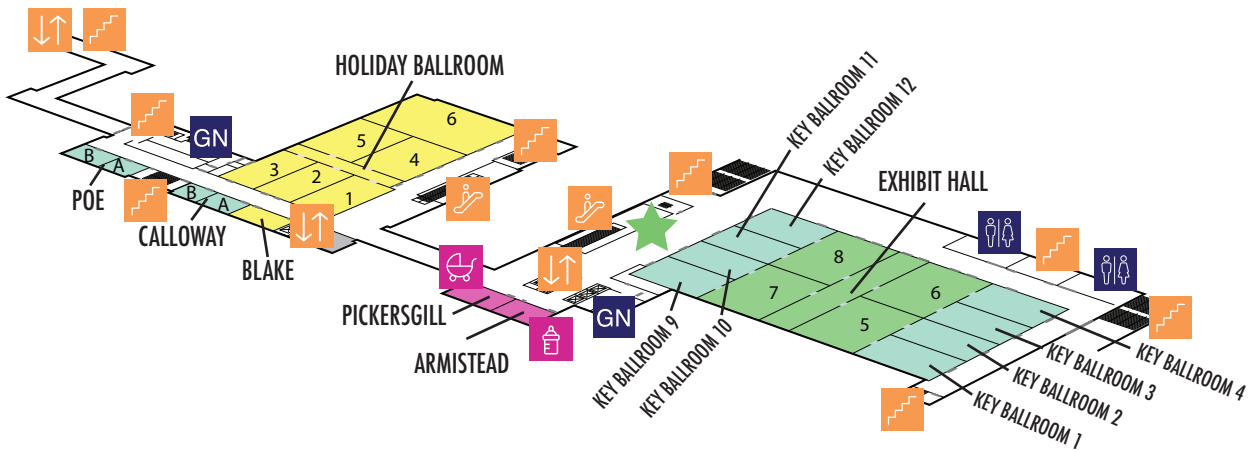 HOLIDAY BALLROOM
KEY BALLROOM 11
KEY BALLROOM 12
GN
6
5
4
3
2
1
B
A
POE
B
A
CALLOWAY
BLAKE
EXHIBIT HALL
8
7
6
5
PICKERSGILL
ARMISTEAD
GN
KEY BALLROOM 9
KEY BALLROOM 10
KEY BALLROOM 4
KEY BALLROOM 3
KEY BALLROOM 2
KEY BALLROOM 1